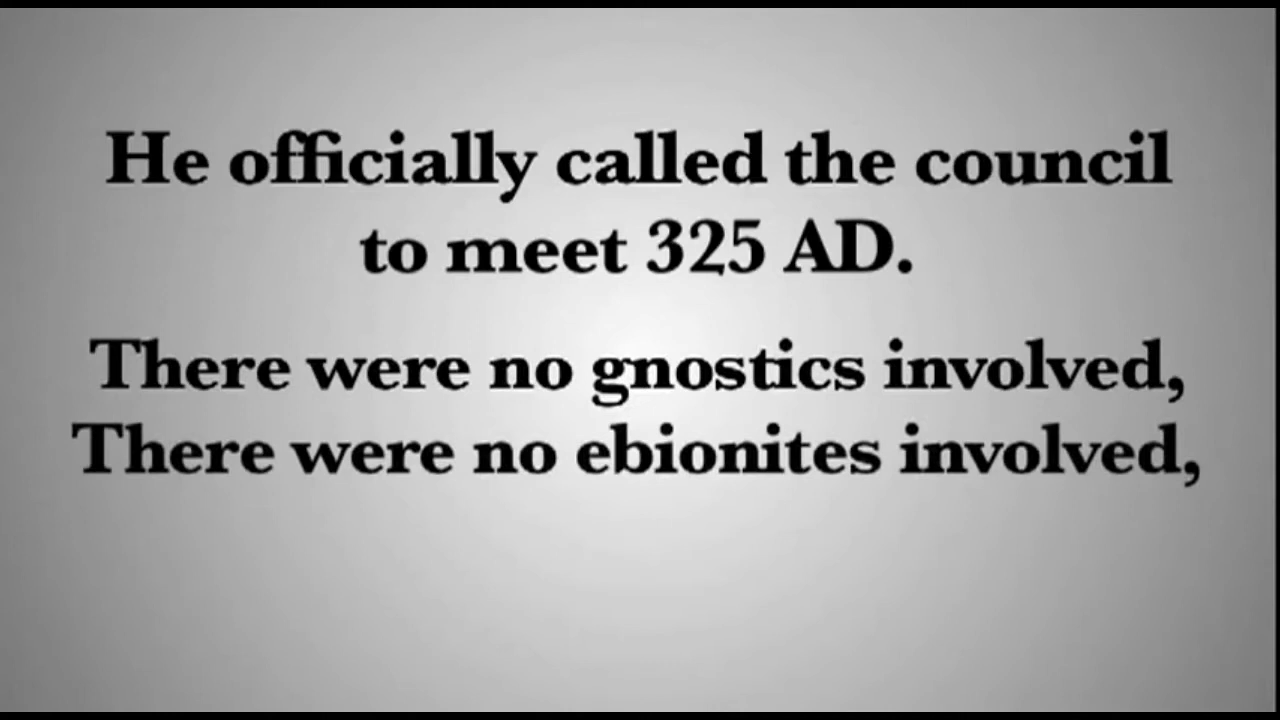 He officially called the council
to meet 325 AD.
There were no gnostics involved,
There were no ebionites involved,